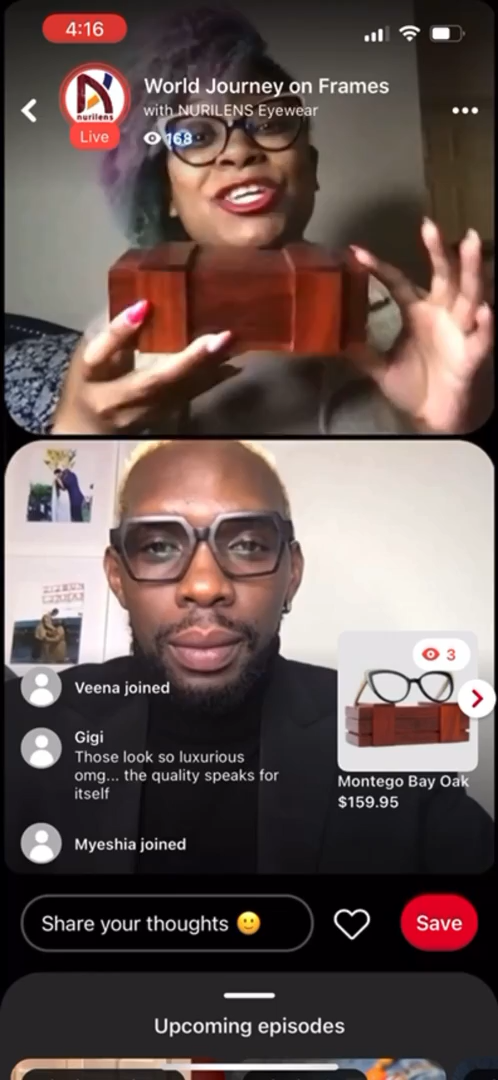 4:16
World Journey on Frames
nurilens
with NURILENS Eyewear
Live
168
3
Veena joined
Gigi
Those look so luxurious
omg... the quality speaks for
itself
Montego Bay Oak
$159.95
Myeshia joined
Share your thoughts 🙂
Save
Upcoming episodes